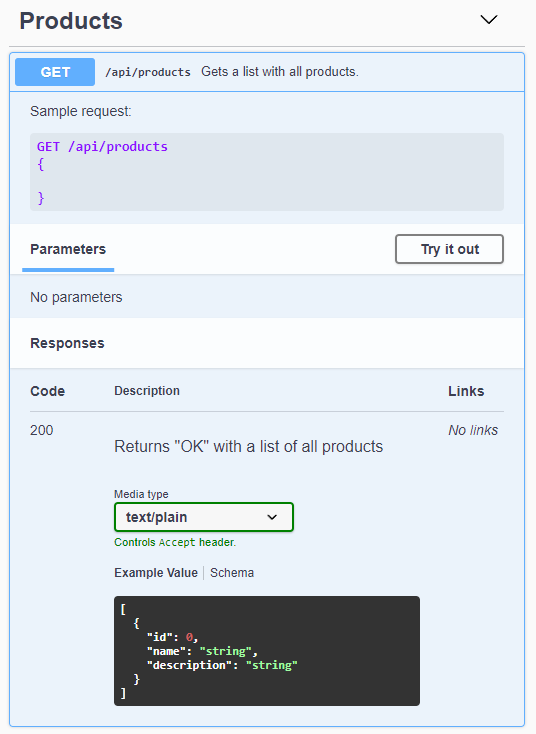 Products
GET /api/products Gets a list with all products.
Sample request:
GET /api/products
{
}
Parameters Try it out
No parameters
Responses
Code Description Links
200 Returns "OK" with a list of all products No links
Media type
text/plain
Controls Accept header.
Example Value Schema
[
{
"id": 0,
"name": "string",
"description": "string"
}
]